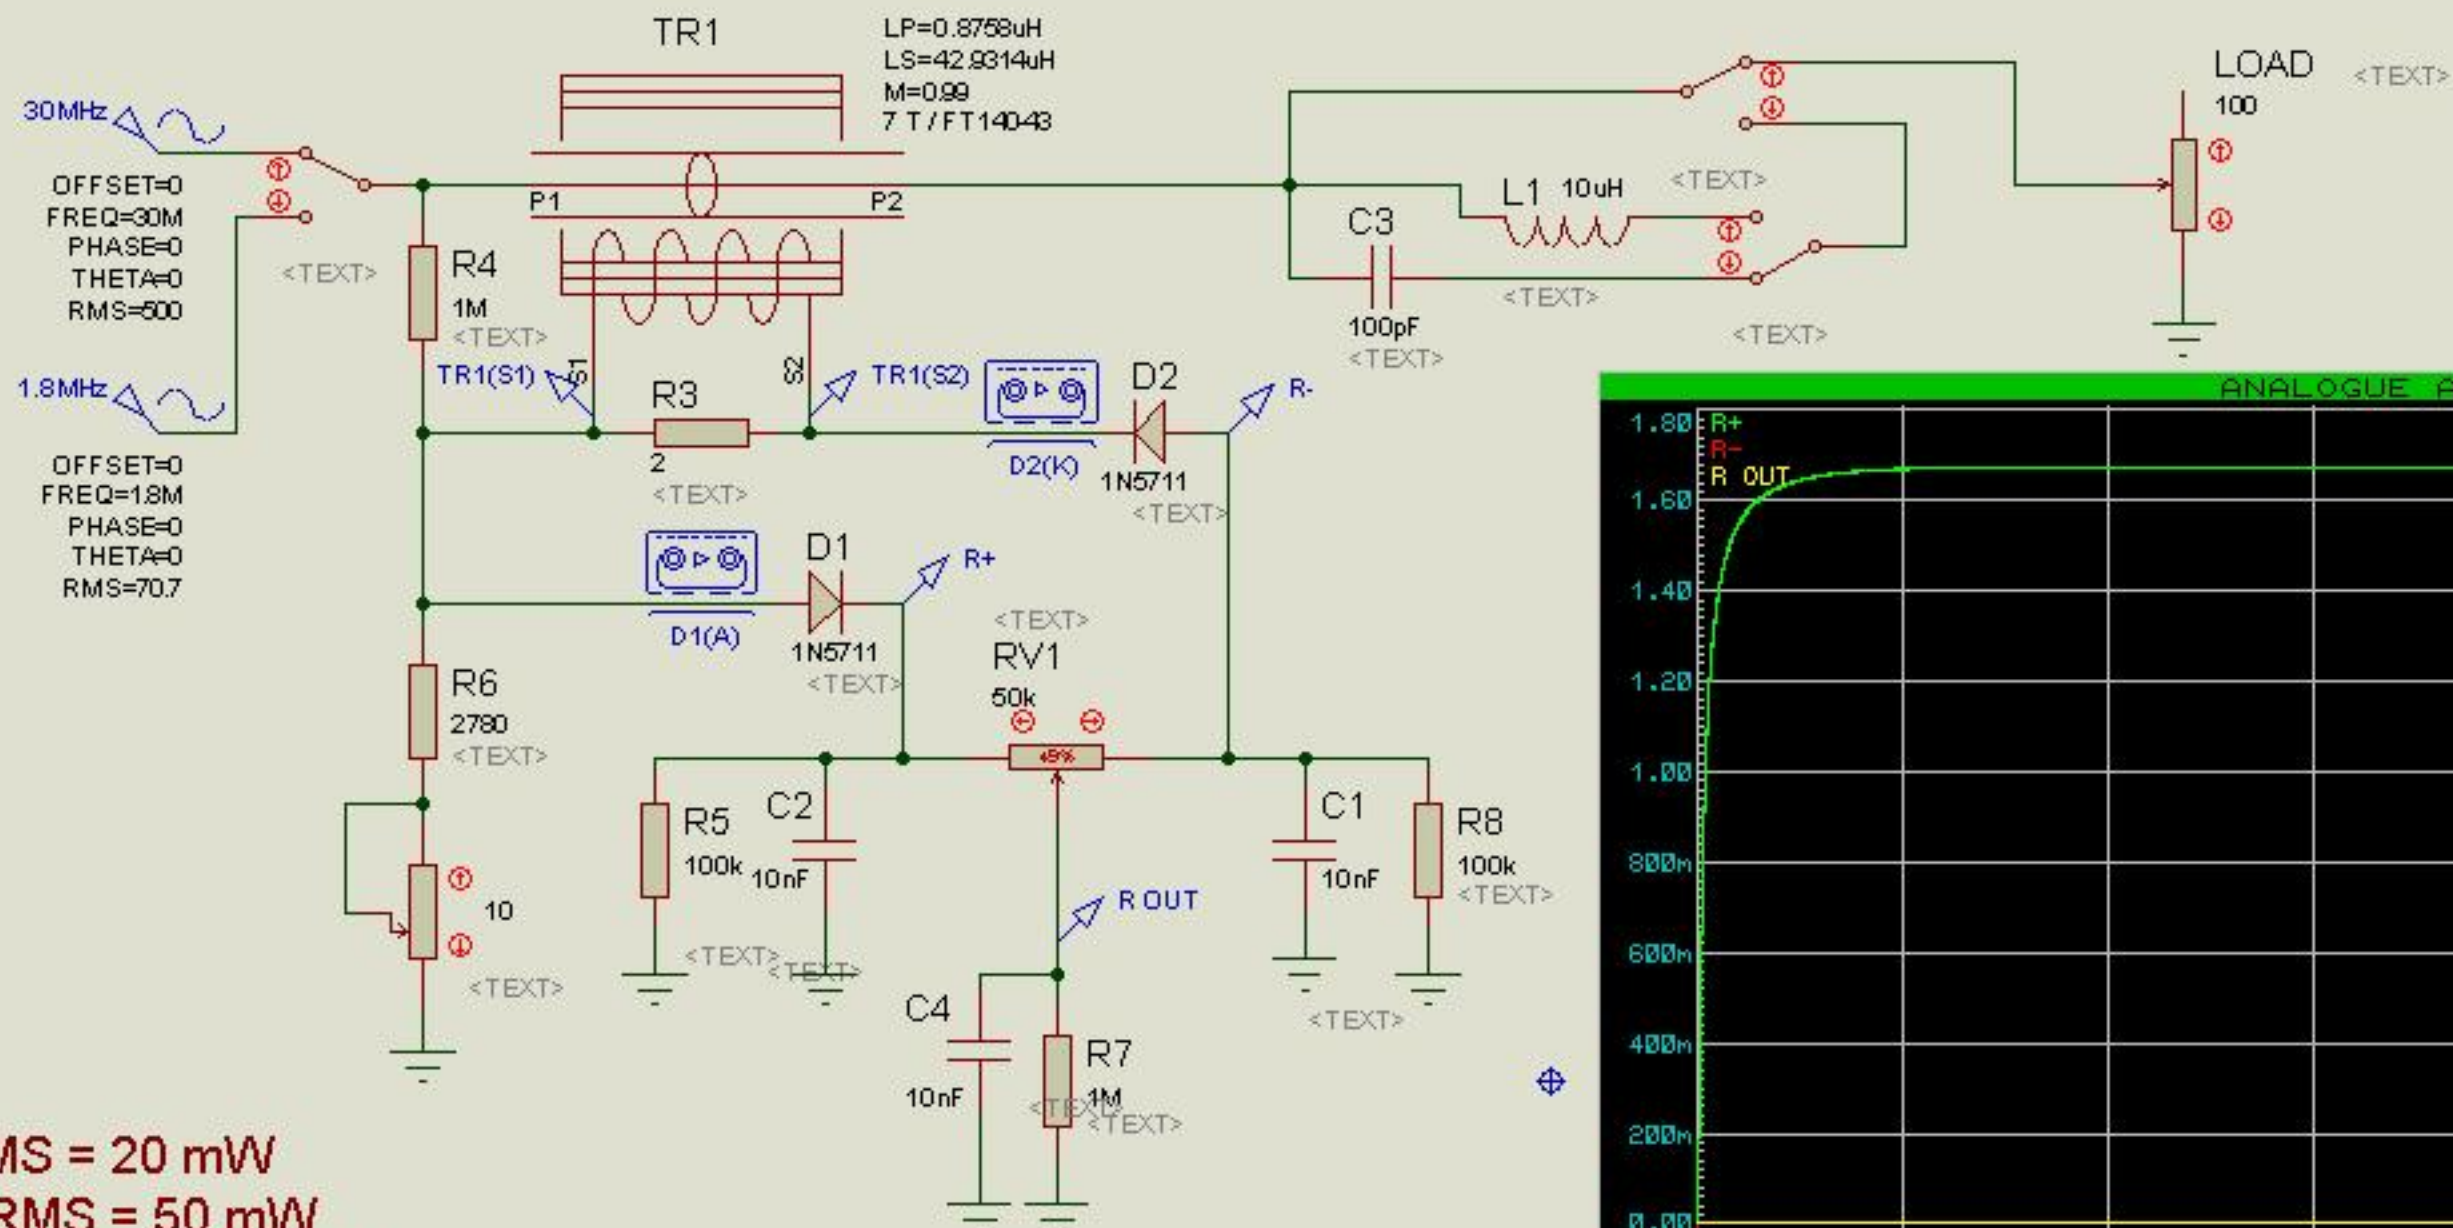 TR1
LP=0.8758uH
LS=42.9314uH
M=0.99
7 T / FT140-43
30MHz
OFFSET=0
FREQ=30M
PHASE=0
THETA=0
RMS=500
<TEXT>
P1
P2
R4
1M
<TEXT>
S1
S2
1.8MHz
OFFSET=0
FREQ=1.8M
PHASE=0
THETA=0
RMS=70.7
TR1(S1)
TR1(S2)
R3
2
<TEXT>
D2(K)
D2
1N5711
<TEXT>
R-
C3
100pF
<TEXT>
L1 10uH
<TEXT>
<TEXT>
<TEXT>
LOAD
100
<TEXT>
D1(A)
D1
1N5711
<TEXT>
R+
<TEXT>
RV1
50k
49%
R6
2780
<TEXT>
10
<TEXT>
R5
100k
<TEXT>
C2
10nF
<TEXT>
C1
10nF
<TEXT>
R8
100k
<TEXT>
R OUT
C4
10nF
<TEXT>
R7
1M
<TEXT>
MS = 20 mW
RMS = 50 mW
ANALOGUE A
R+
R-
R OUT
1.80
1.60
1.40
1.20
1.00
800m
600m
400m
200m
0.00